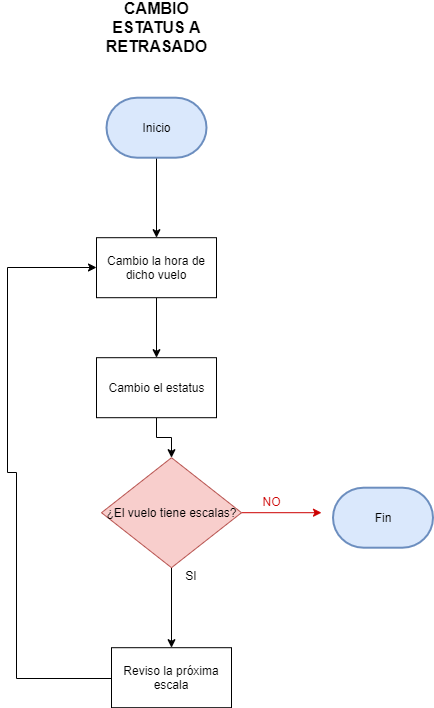 CAMBIO
ESTATUS A
RETRASADO
Inicio
Cambio la hora de
dicho vuelo
Cambio el estatus
¿El vuelo tiene escalas?
NO
Fin
SI
Reviso la próxima
escala